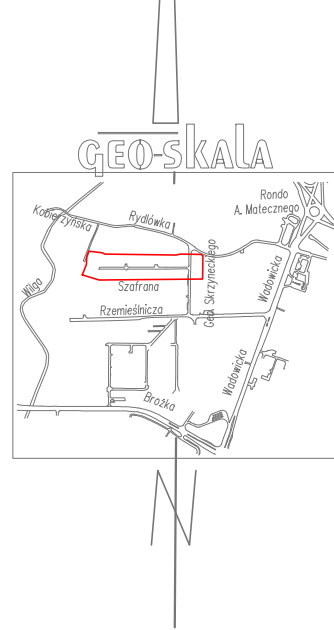 GEO-SKALA
Rondo
A. Matecznego
Kobierzyńska
Rydlówka
Wilga
Gen. Skrzyneckiego
Wadowicka
Szafrana
Rzemieślnicza
Wadowicka
Brożka
N